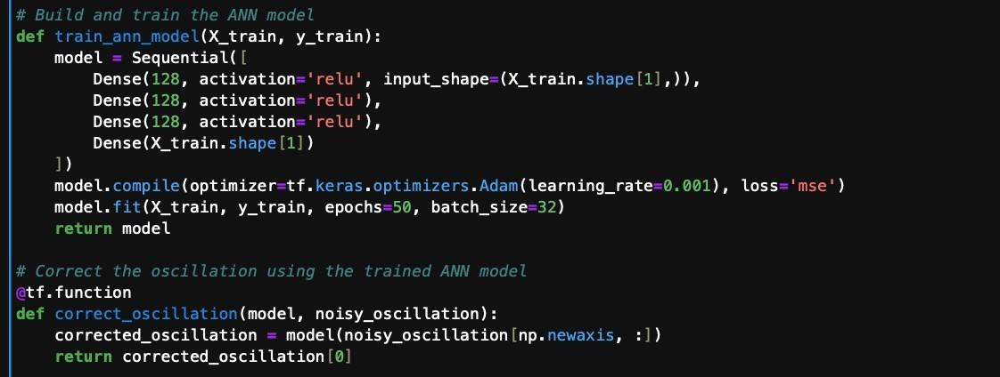 # Build and train the ANN model
def train_ann_model(X_train, y_train):
    model = Sequential([
        Dense(128, activation='relu', input_shape=(X_train.shape[1],)),
        Dense(128, activation='relu'),
        Dense(128, activation='relu'),
        Dense(X_train.shape[1])
    ])
    model.compile(optimizer=tf.keras.optimizers.Adam(learning_rate=0.001), loss='mse')
    model.fit(X_train, y_train, epochs=50, batch_size=32)
    return model

# Correct the oscillation using the trained ANN model
@tf.function
def correct_oscillation(model, noisy_oscillation):
    corrected_oscillation = model(noisy_oscillation[np.newaxis, :])
    return corrected_oscillation[0]